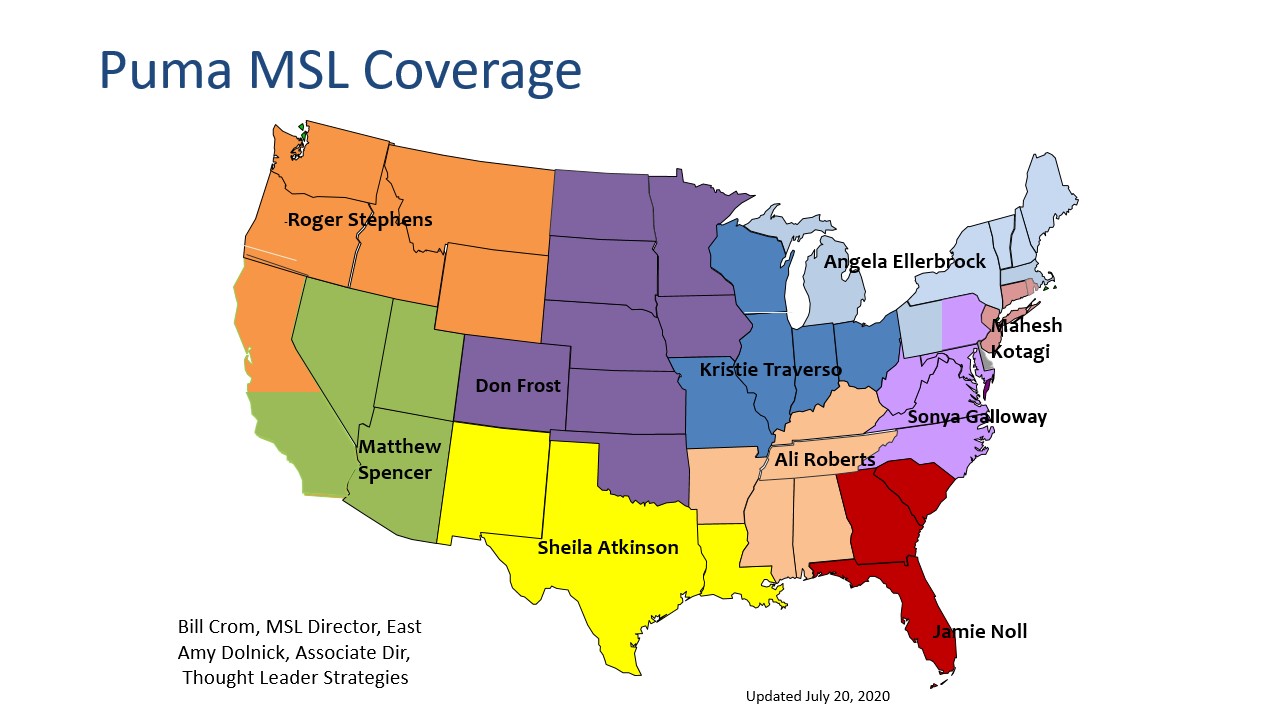 Puma MSL Coverage
Roger Stephens
Angela Ellerbrock
Mahesh
Kotagi
Kristie Traverso
Don Frost
Sonya Galloway
Matthew
Spencer
Ali Roberts
Sheila Atkinson
Jamie Noll
Bill Crom, MSL Director, East
Amy Dolnick, Associate Dir,
Thought Leader Strategies
Updated July 20, 2020